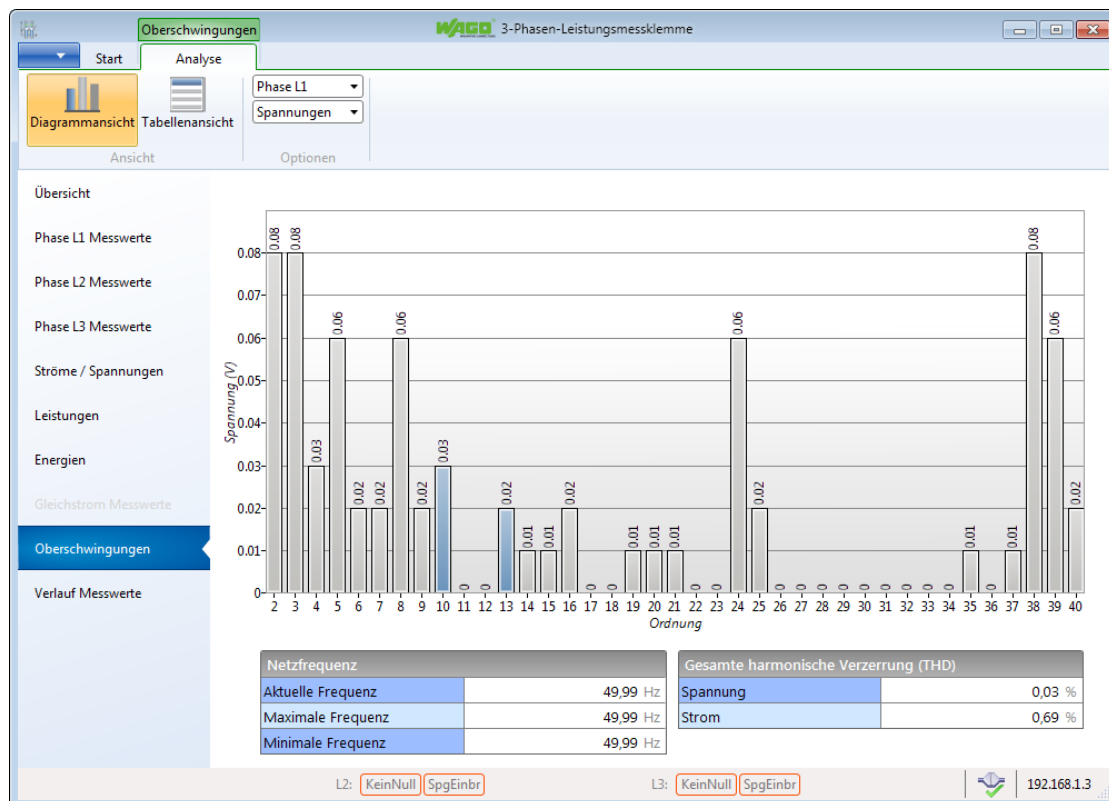 Oberschwingungen
WAGO 3-Phasen-Leistungsmessklemme
Start Analyse
Diagrammansicht Tabellenansicht
Ansicht
Phase L1
Spannungen
Optionen
Übersicht
Phase L1 Messwerte
Phase L2 Messwerte
Phase L3 Messwerte
Ströme / Spannungen
Leistungen
Energien
Gleichstrom Messwerte
Oberschwingungen
Verlauf Messwerte
Spannung (V)
0.08
0.07
0.06
0.05
0.04
0.03
0.02
0.01
0
0.08 0.08 0.03 0.06 0.02 0.02 0.06 0.02 0.03 0 0 0.02 0.01 0.01 0.02 0 0 0.01 0.01 0.01 0 0 0.06 0.02 0 0 0 0 0 0 0 0 0 0.01 0 0.01 0.08 0.06 0.02
2 3 4 5 6 7 8 9 10 11 12 13 14 15 16 17 18 19 20 21 22 23 24 25 26 27 28 29 30 31 32 33 34 35 36 37 38 39 40
Ordnung
Netzfrequenz
Aktuelle Frequenz 49,99 Hz
Maximale Frequenz 49,99 Hz
Minimale Frequenz 49,99 Hz
Gesamte harmonische Verzerrung (THD)
Spannung 0,03 %
Strom 0,69 %
L2: KeinNull SpgEinbr L3: KeinNull SpgEinbr 192.168.1.3